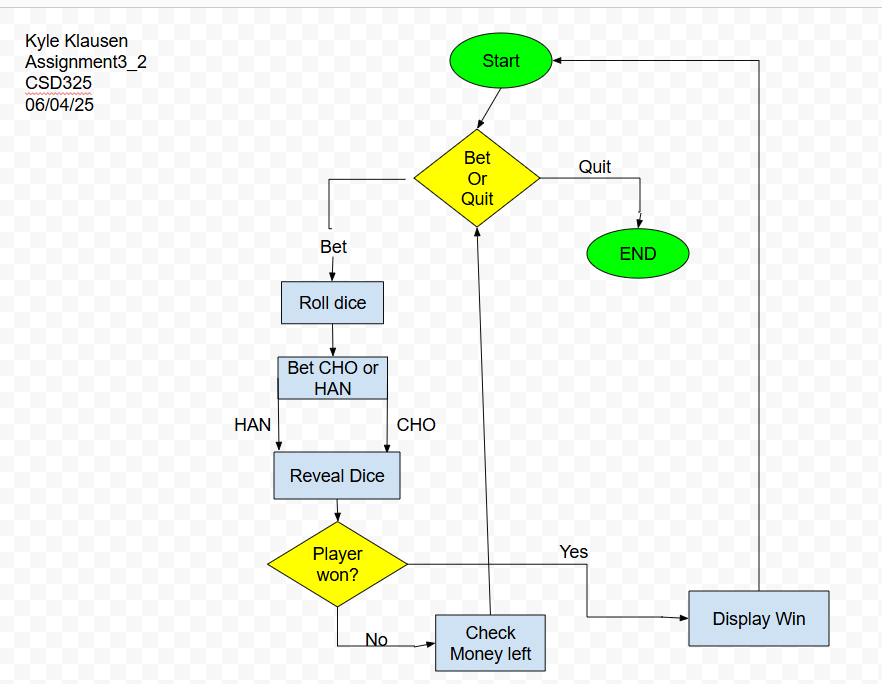 Kyle Klausen
Assignment3_2
CSD325
06/04/25
Start
Bet
Or
Quit
Quit
END
Bet
Roll dice
Bet CHO or
HAN
HAN
CHO
Reveal Dice
Player
won?
Yes
No
Check
Money left
Display Win